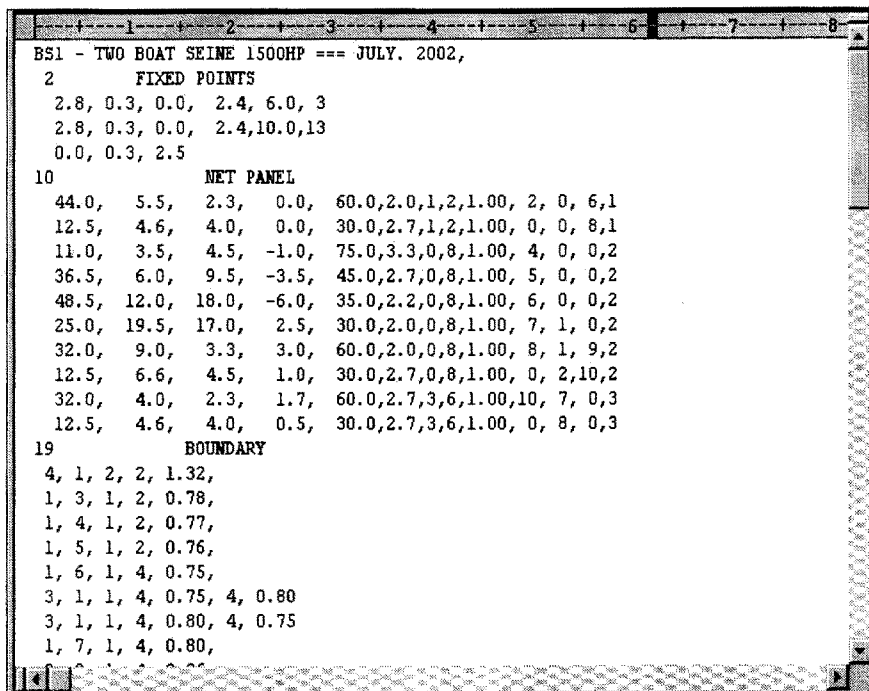 ----+----1----+----2----+----3----+----4----+----5----+----6----+----7----+----8-
BS1 - TWO BOAT SEINE 1500HP === JULY. 2002,
2 FIXED POINTS
2.8, 0.3, 0.0, 2.4, 6.0, 3
2.8, 0.3, 0.0, 2.4,10.0,13
0.0, 0.3, 2.5
10 NET PANEL
44.0, 5.5, 2.3, 0.0, 60.0,2.0,1,2,1.00, 2, 0, 6,1
12.5, 4.6, 4.0, 0.0, 30.0,2.7,1,2,1.00, 0, 0, 8,1
11.0, 3.5, 4.5, -1.0, 75.0,3.3,0,8,1.00, 4, 0, 0,2
36.5, 6.0, 9.5, -3.5, 45.0,2.7,0,8,1.00, 5, 0, 0,2
48.5, 12.0, 18.0, -6.0, 35.0,2.2,0,8,1.00, 6, 0, 0,2
25.0, 19.5, 17.0, 2.5, 30.0,2.0,0,8,1.00, 7, 1, 0,2
32.0, 9.0, 3.3, 3.0, 60.0,2.0,0,8,1.00, 8, 1, 9,2
12.5, 6.6, 4.5, 1.0, 30.0,2.7,0,8,1.00, 0, 2,10,2
32.0, 4.0, 2.3, 1.7, 60.0,2.7,3,6,1.00,10, 7, 0,3
12.5, 4.6, 4.0, 0.5, 30.0,2.7,3,6,1.00, 0, 8, 0,3
19 BOUNDARY
4, 1, 2, 2, 1.32,
1, 3, 1, 2, 0.78,
1, 4, 1, 2, 0.77,
1, 5, 1, 2, 0.76,
1, 6, 1, 4, 0.75,
3, 1, 1, 4, 0.75, 4, 0.80
3, 1, 1, 4, 0.80, 4, 0.75
1, 7, 1, 4, 0.80,